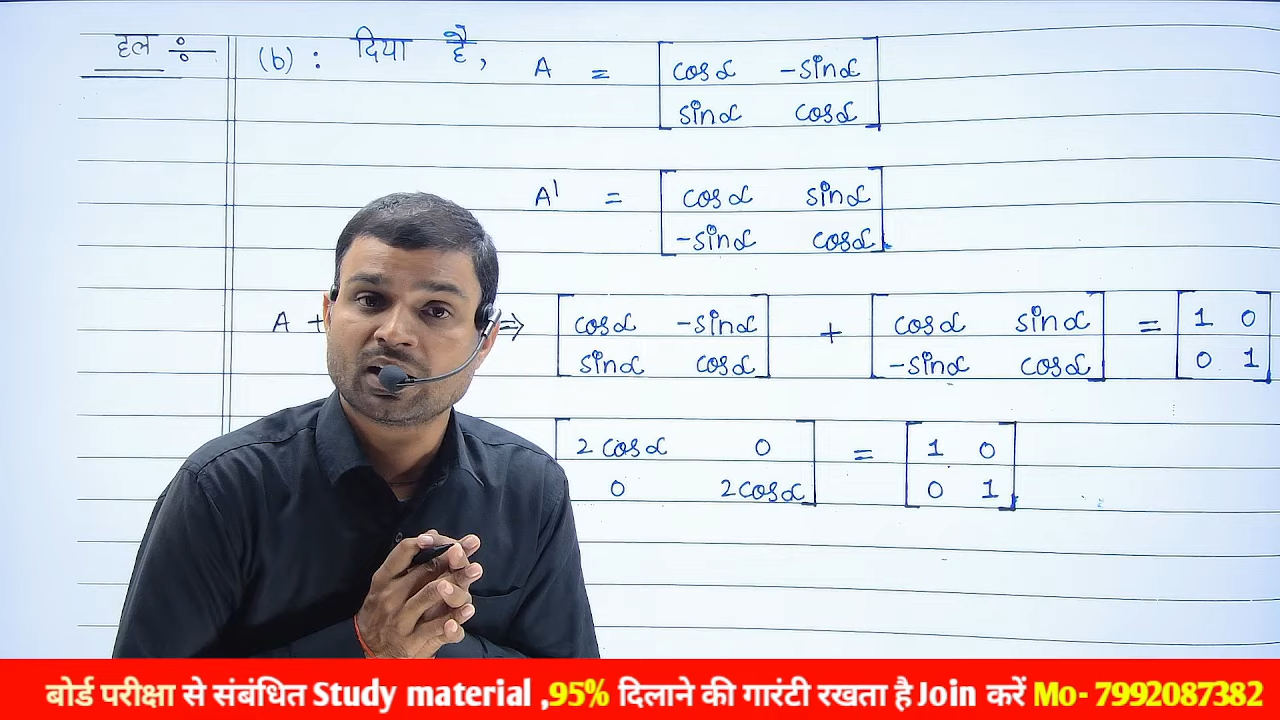 हल ÷ (b) : दिया है, A = [cosα -sinα
sinα cosα]
A' = [cosα sinα
-sinα cosα]
A + ⇒ [cosα -sinα + [cosα sinα = [1 0
sinα cosα] -sinα cosα] 0 1]
[2cosα 0 = [1 0
0 2cosα] 0 1]
बोर्ड परीक्षा से संबंधित Study material ,95% दिलाने की गारंटी रखता है Join करें Mo- 7992087382